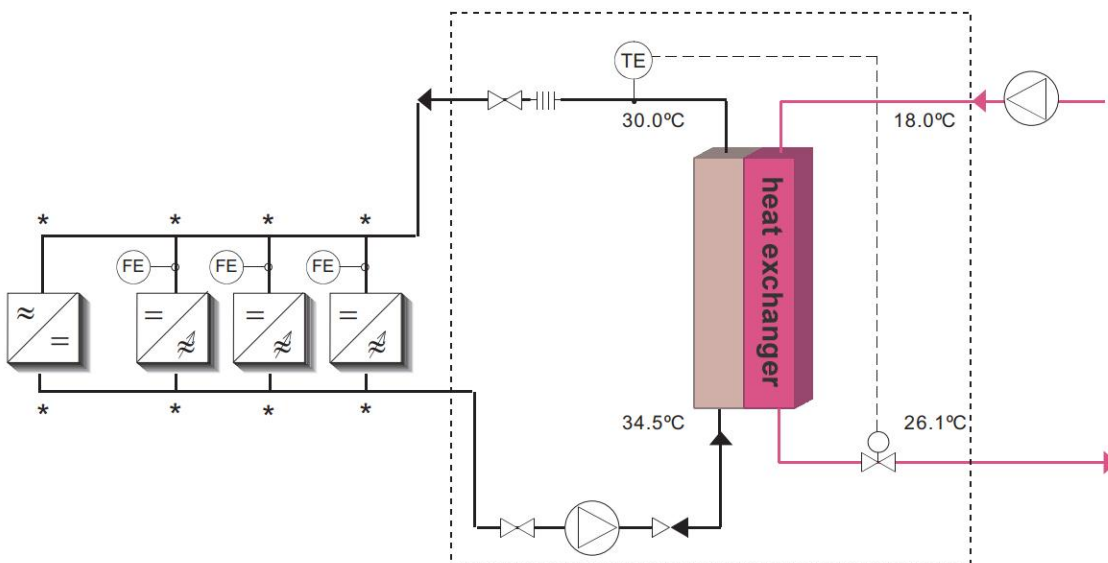 TE
30.0ºC
18.0ºC
heat exchanger
* * * *
FE FE FE
≈ = = =
= ≈ ≈ ≈
* * * *
34.5ºC
26.1ºC